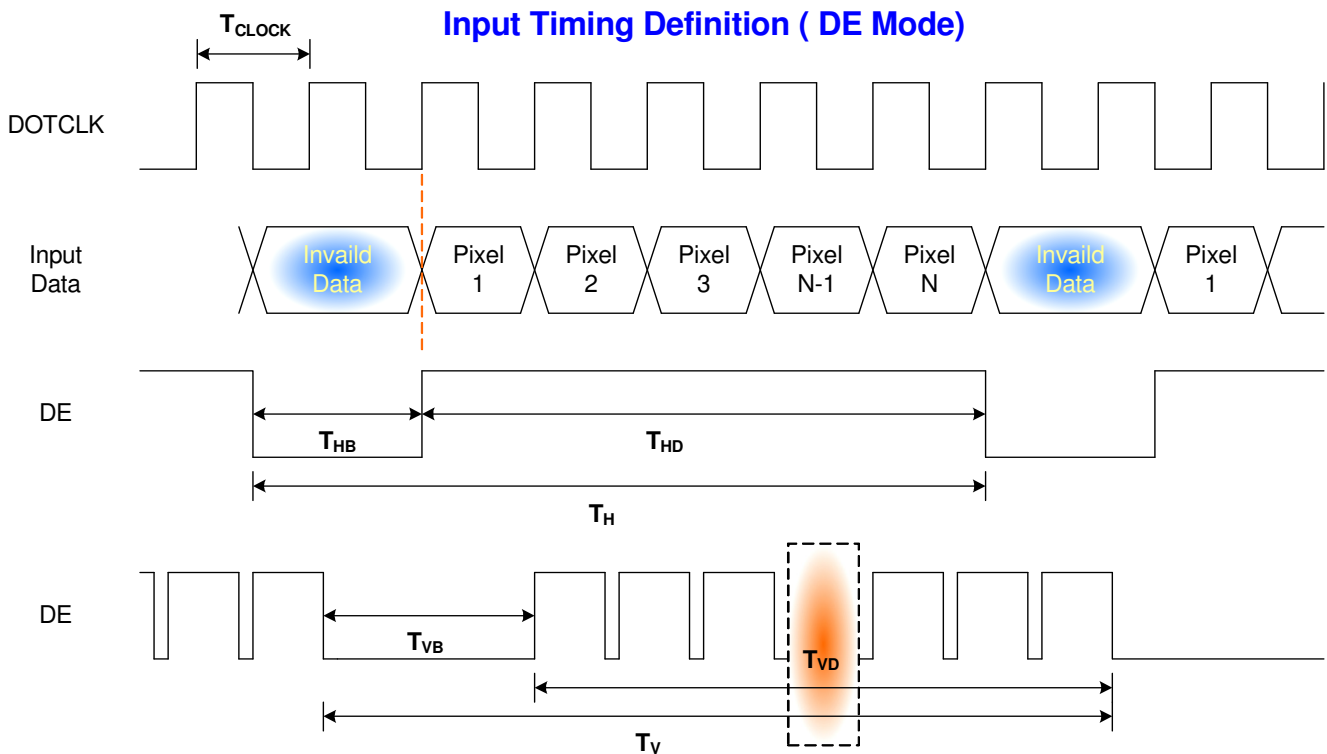 Input Timing Definition ( DE Mode)
TCLOCK
DOTCLK
Input
Data
Invaild
Data
Pixel
1
Pixel
2
Pixel
3
Pixel
N-1
Pixel
N
Invaild
Data
Pixel
1
DE
THB
THD
TH
DE
TVB
TVD
TV